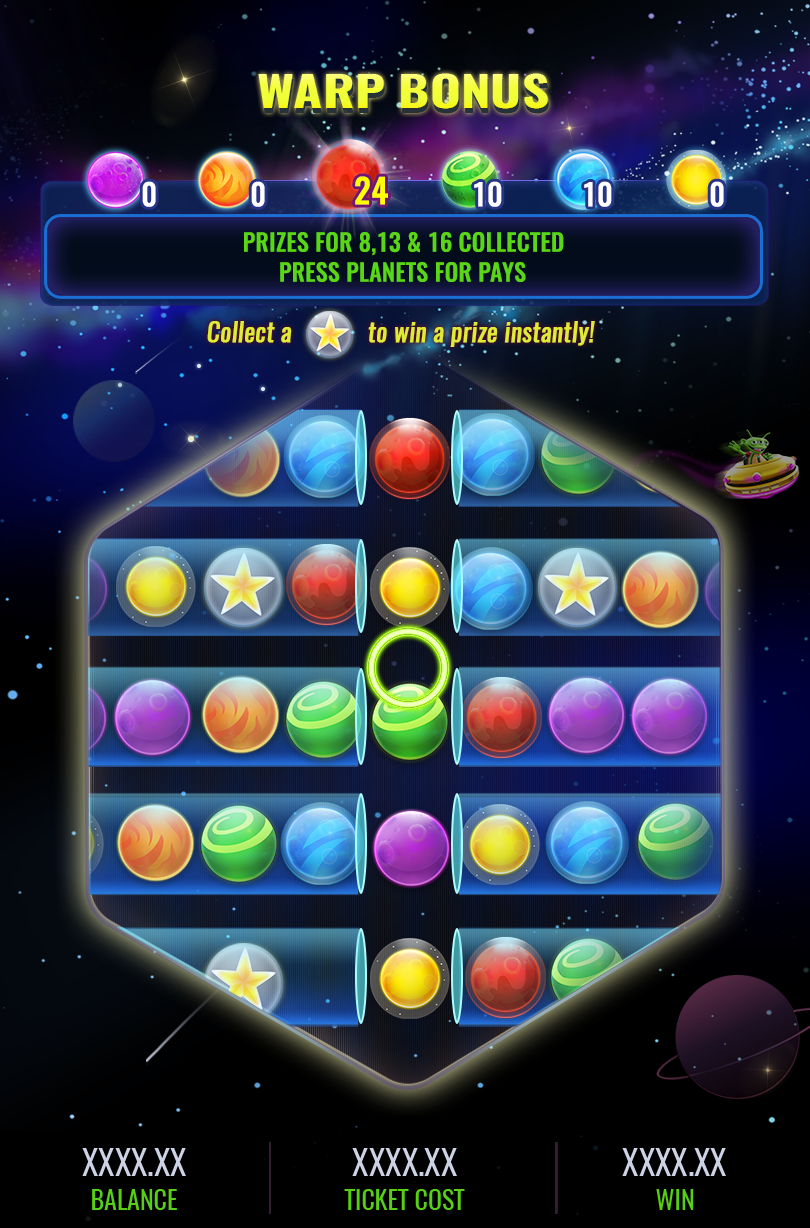 WARP BONUS
0 0 24 10 10 0
PRIZES FOR 8,13 & 16 COLLECTED
PRESS PLANETS FOR PAYS
Collect a to win a prize instantly!
XXXX.XX XXXX.XX XXXX.XX
BALANCE TICKET COST WIN